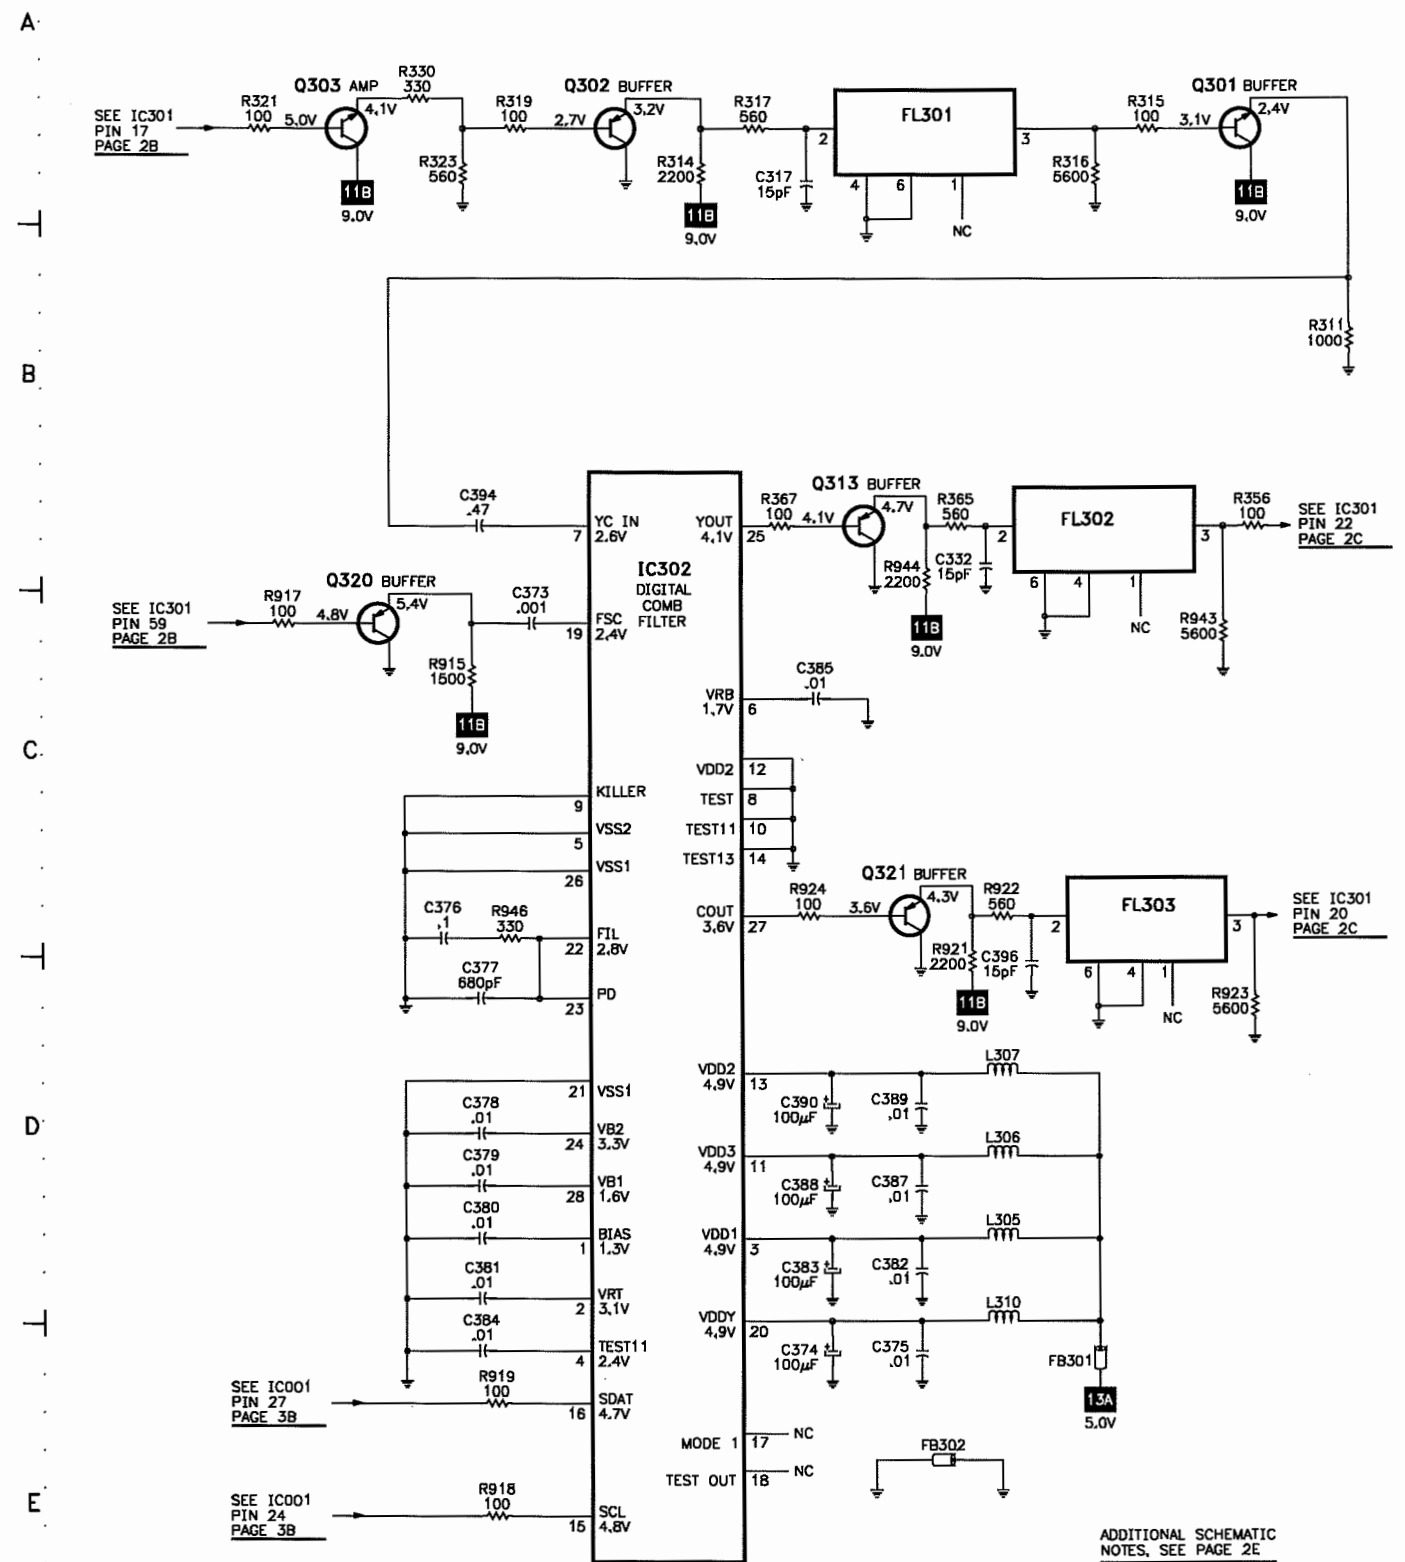 A
Q303 AMP
R330
330
Q302 BUFFER
Q301 BUFFER
SEE IC301
PIN 17
PAGE 2B
R321
100
5.0V
4.1V
R319
100
2.7V
3.2V
R317
560
2
FL301
3
R315
100
3.1V
2.4V
R323
560
R314
2200
C317
15pF
4
6
1
R316
5600
11B
9.0V
11B
9.0V
NC
11B
9.0V
R311
1000
B
C394
.47
7
YC IN
2.6V
YOUT
4.1V
25
R367
100
4.1V
Q313 BUFFER
4.7V
R365
560
2
FL302
3
R356
100
SEE IC301
PIN 22
PAGE 2C
IC302
DIGITAL
COMB
FILTER
R944
2200
C332
15pF
6
4
1
NC
R943
5600
11B
9.0V
Q320 BUFFER
SEE IC301
PIN 59
PAGE 2B
R917
100
4.8V
5.4V
C373
.001
19
FSC
2.4V
R915
1500
11B
9.0V
VRB
1.7V
6
C385
.01
C
VDD2
12
TEST
8
TEST11
10
TEST13
14
KILLER
9
VSS2
5
VSS1
26
C376
.1
R946
330
FIL
2.8V
22
C377
680pF
PD
23
COUT
3.6V
27
R924
100
3.6V
Q321 BUFFER
4.3V
R922
560
2
FL303
3
SEE IC301
PIN 20
PAGE 2C
R921
2200
C396
15pF
6
4
1
NC
R923
5600
11B
9.0V
D
21
VSS1
C378
.01
24
VB2
3.3V
C379
.01
28
VB1
1.6V
C380
.01
1
BIAS
1.3V
C381
.01
2
VRT
3.1V
C384
.01
4
TEST11
2.4V
VDD2
4.9V
13
C390
100µF
C389
.01
L307
VDD3
4.9V
11
C388
100µF
C387
.01
L306
VDD1
4.9V
3
C383
100µF
C382
.01
L305
VDDY
4.9V
20
C374
100µF
C375
.01
L310
FB301
13A
5.0V
SEE IC001
PIN 27
PAGE 3B
R919
100
16
SDAT
4.7V
MODE 1
17
NC
TEST OUT
18
NC
FB302
E
SEE IC001
PIN 24
PAGE 3B
R918
100
15
SCL
4.8V
ADDITIONAL SCHEMATIC
NOTES, SEE PAGE 2E